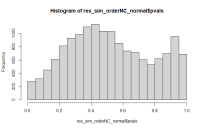 Histogram of res_sim_orderNC_normal$pvals
Frequency
0 200 400 600 800 1000
0.0 0.2 0.4 0.6 0.8 1.0
res_sim_orderNC_normal$pvals